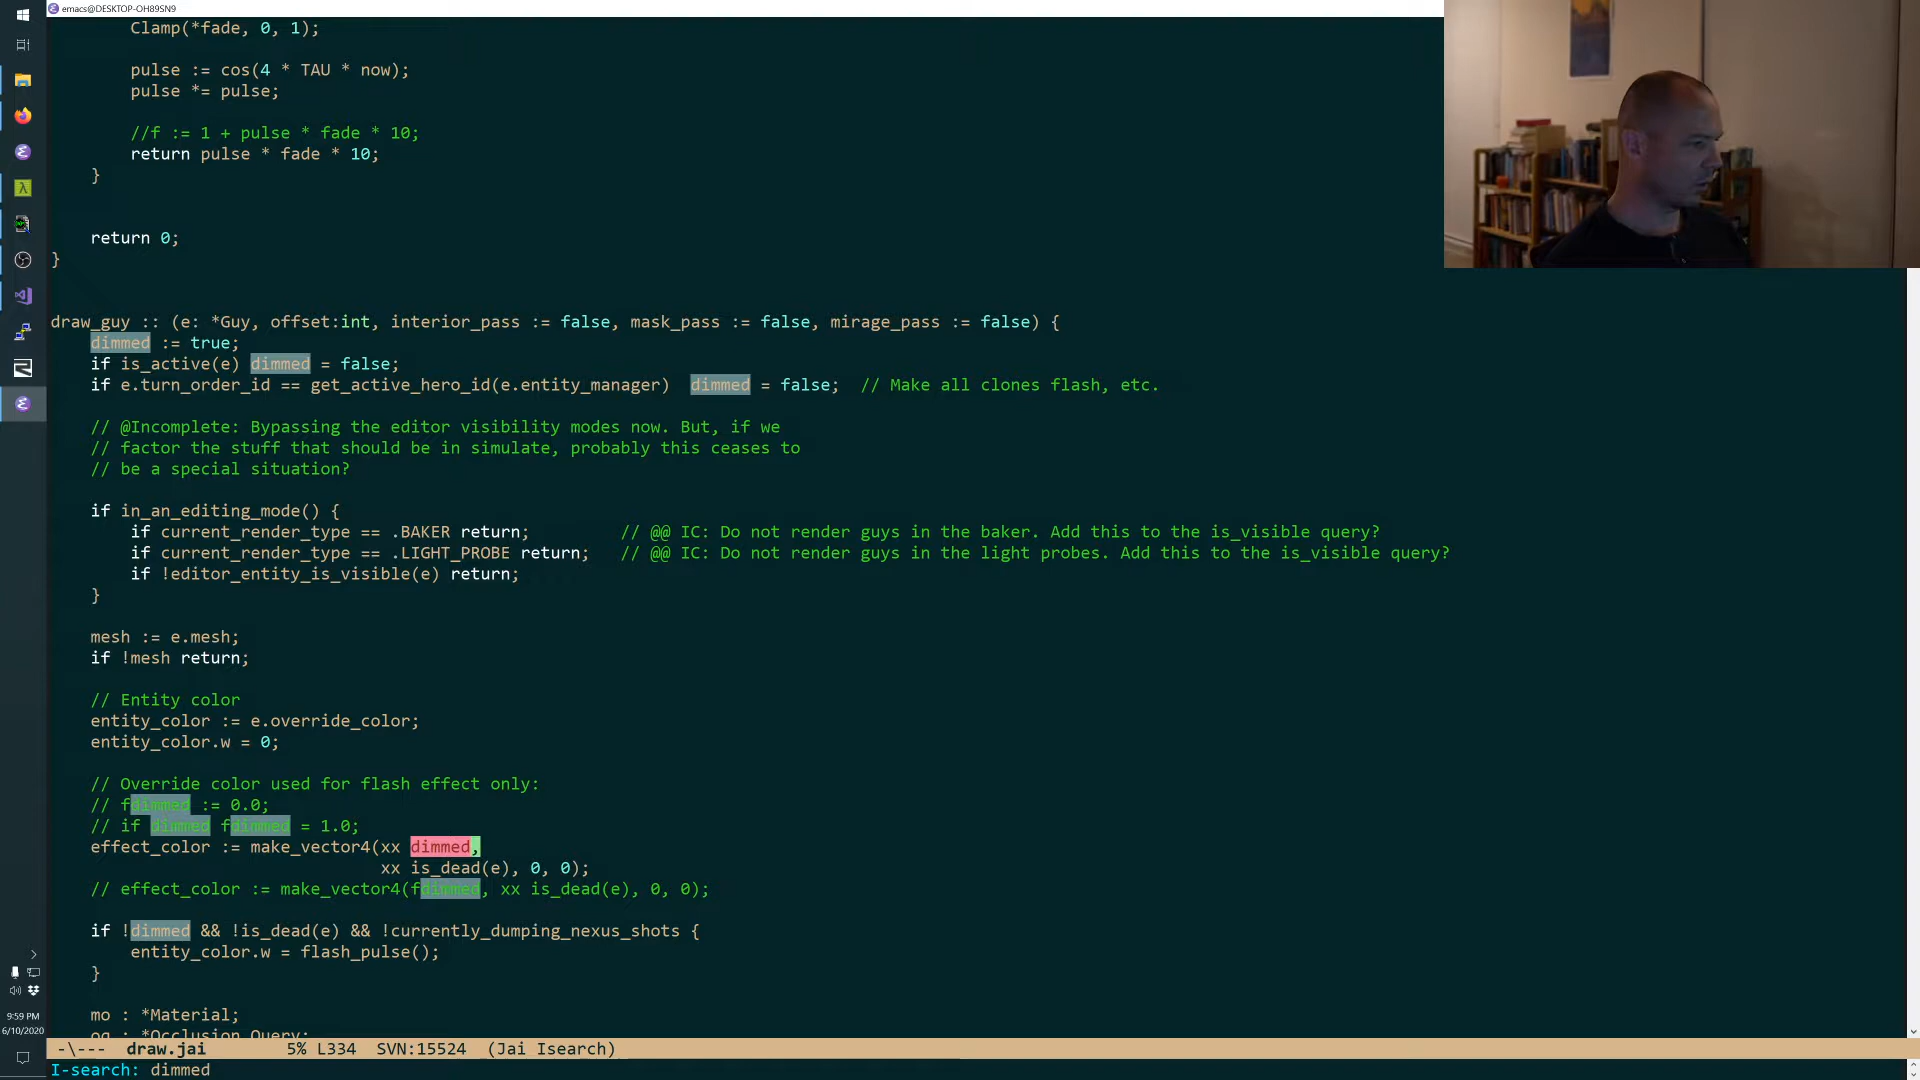 emacs@DESKTOP-OH89SN9
Clamp(*fade, 0, 1);
pulse := cos(4 * TAU * now);
pulse *= pulse;
//f := 1 + pulse * fade * 10;
return pulse * fade * 10;
}
return 0;
}
draw_guy :: (e: *Guy, offset:int, interior_pass := false, mask_pass := false, mirage_pass := false) {
dimmed := true;
if is_active(e) dimmed = false;
if e.turn_order_id == get_active_hero_id(e.entity_manager)  dimmed = false;  // Make all clones flash, etc.
// @Incomplete: Bypassing the editor visibility modes now. But, if we
// factor the stuff that should be in simulate, probably this ceases to
// be a special situation?
if in_an_editing_mode() {
if current_render_type == .BAKER return;         // @@ IC: Do not render guys in the baker. Add this to the is_visible query?
if current_render_type == .LIGHT_PROBE return;   // @@ IC: Do not render guys in the light probes. Add this to the is_visible query?
if !editor_entity_is_visible(e) return;
}
mesh := e.mesh;
if !mesh return;
// Entity color
entity_color := e.override_color;
entity_color.w = 0;
// Override color used for flash effect only:
// fdimmed := 0.0;
// if dimmed fdimmed = 1.0;
effect_color := make_vector4(xx dimmed,
xx is_dead(e), 0, 0);
// effect_color := make_vector4(fdimmed, xx is_dead(e), 0, 0);
if !dimmed && !is_dead(e) && !currently_dumping_nexus_shots {
entity_color.w = flash_pulse();
}
mo : *Material;
oq : *Occlusion_Query;
-\---  draw.jai        5% L334  SVN:15524  (Jai Isearch)
I-search: dimmed
9:59 PM
6/10/2020